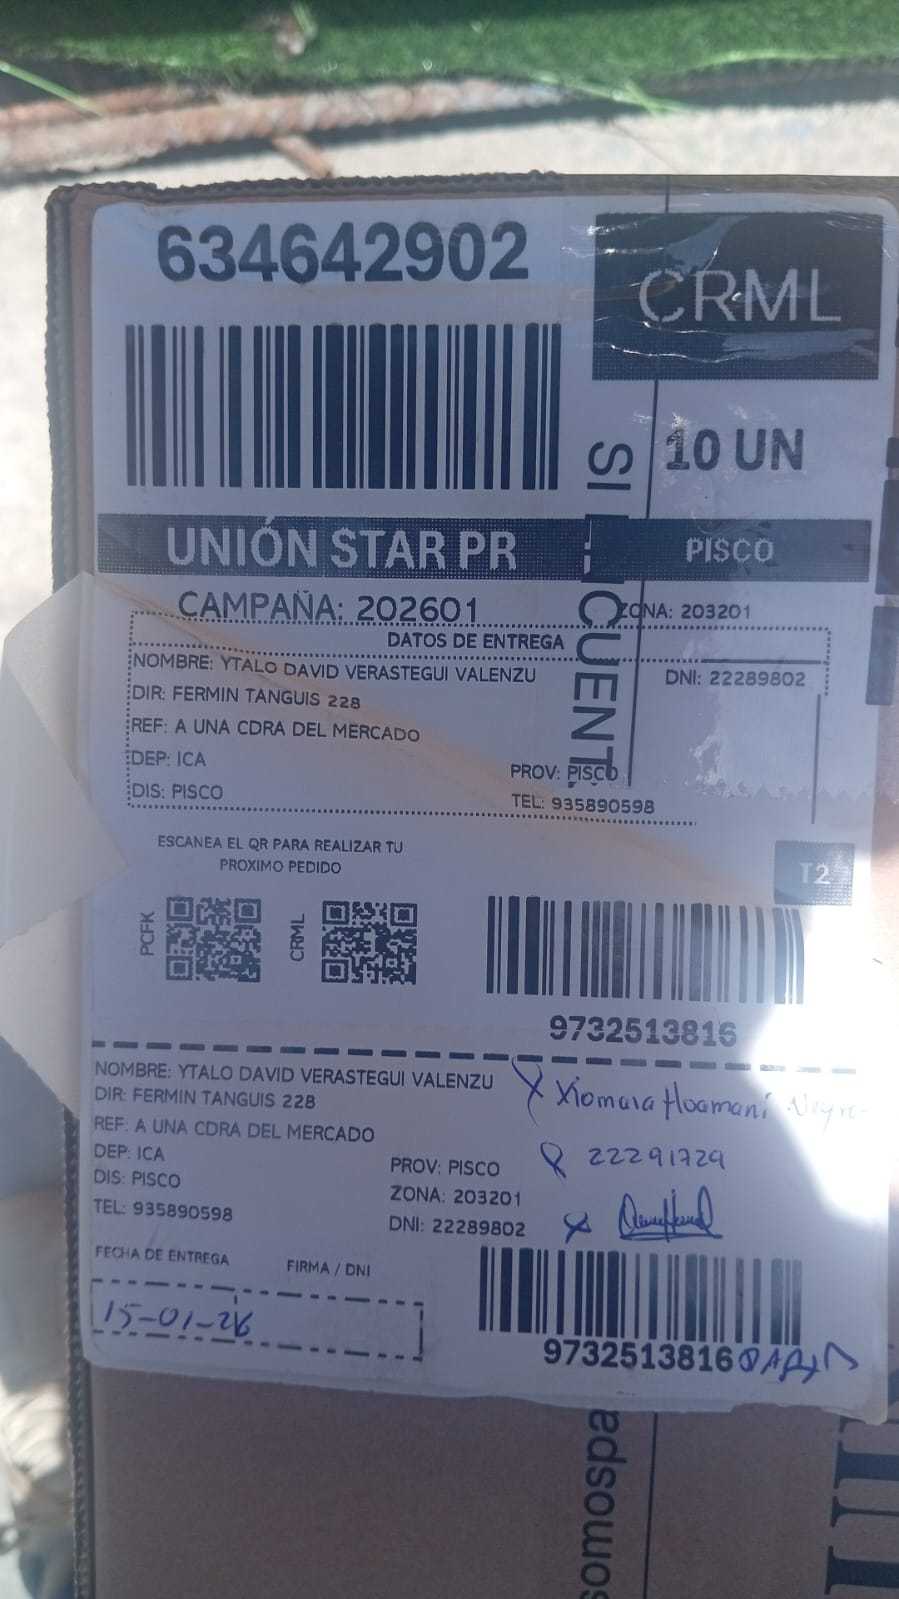 634642902
CRML
10 UN
UNIÓN STAR PR
PISCO
CAMPAÑA: 202601
ZONA: 203201
DATOS DE ENTREGA
NOMBRE: YTALO DAVID VERASTEGUI VALENZU
DNI: 22289802
DIR: FERMIN TANGUIS 228
REF: A UNA CDRA DEL MERCADO
DEP: ICA
PROV: PISCO
DIS: PISCO
TEL: 935890598
SI
CUENT
ESCANEA EL QR PARA REALIZAR TU
PROXIMO PEDIDO
T2
PCFK
CRML
9732513816
NOMBRE: YTALO DAVID VERASTEGUI VALENZU
DIR: FERMIN TANGUIS 228
REF: A UNA CDRA DEL MERCADO
DEP: ICA
DIS: PISCO
TEL: 935890598
PROV: PISCO
ZONA: 203201
DNI: 22289802
Xiomara Hoamani
22291729
FECHA DE ENTREGA
FIRMA / DNI
15-01-26
9732513816
somospa